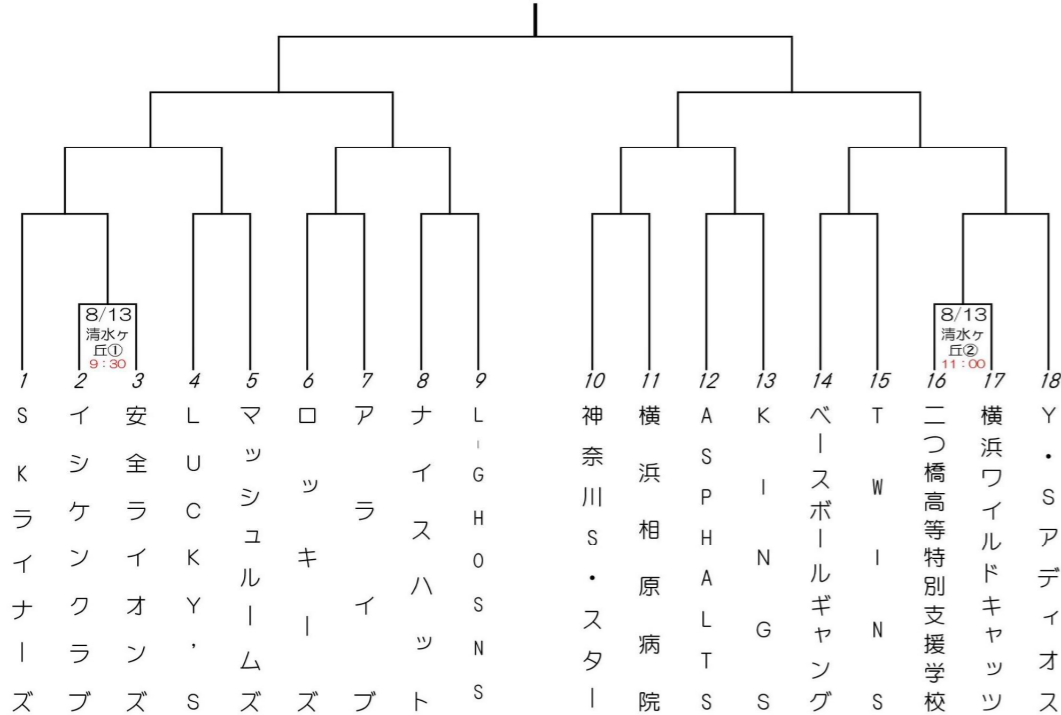 8/13
清水ヶ
丘①
9:30
8/13
清水ヶ
丘②
11:00
1
2
3
4
5
6
7
8
9
10
11
12
13
14
15
16
17
18
SKライナーズ
イシケンクラブ
安全ライオンズ
LUCKY'S
マッシュルームズ
ロッキーズ
アライブ
ナイスハット
L-GHOSNS
神奈川S・スター
横浜相原病院
ASPHALTS
KINGS
ベースボールギャング
TWINS
二つ橋高等特別支援学校
横浜ワイルドキャッツ
Y・Sアディオス